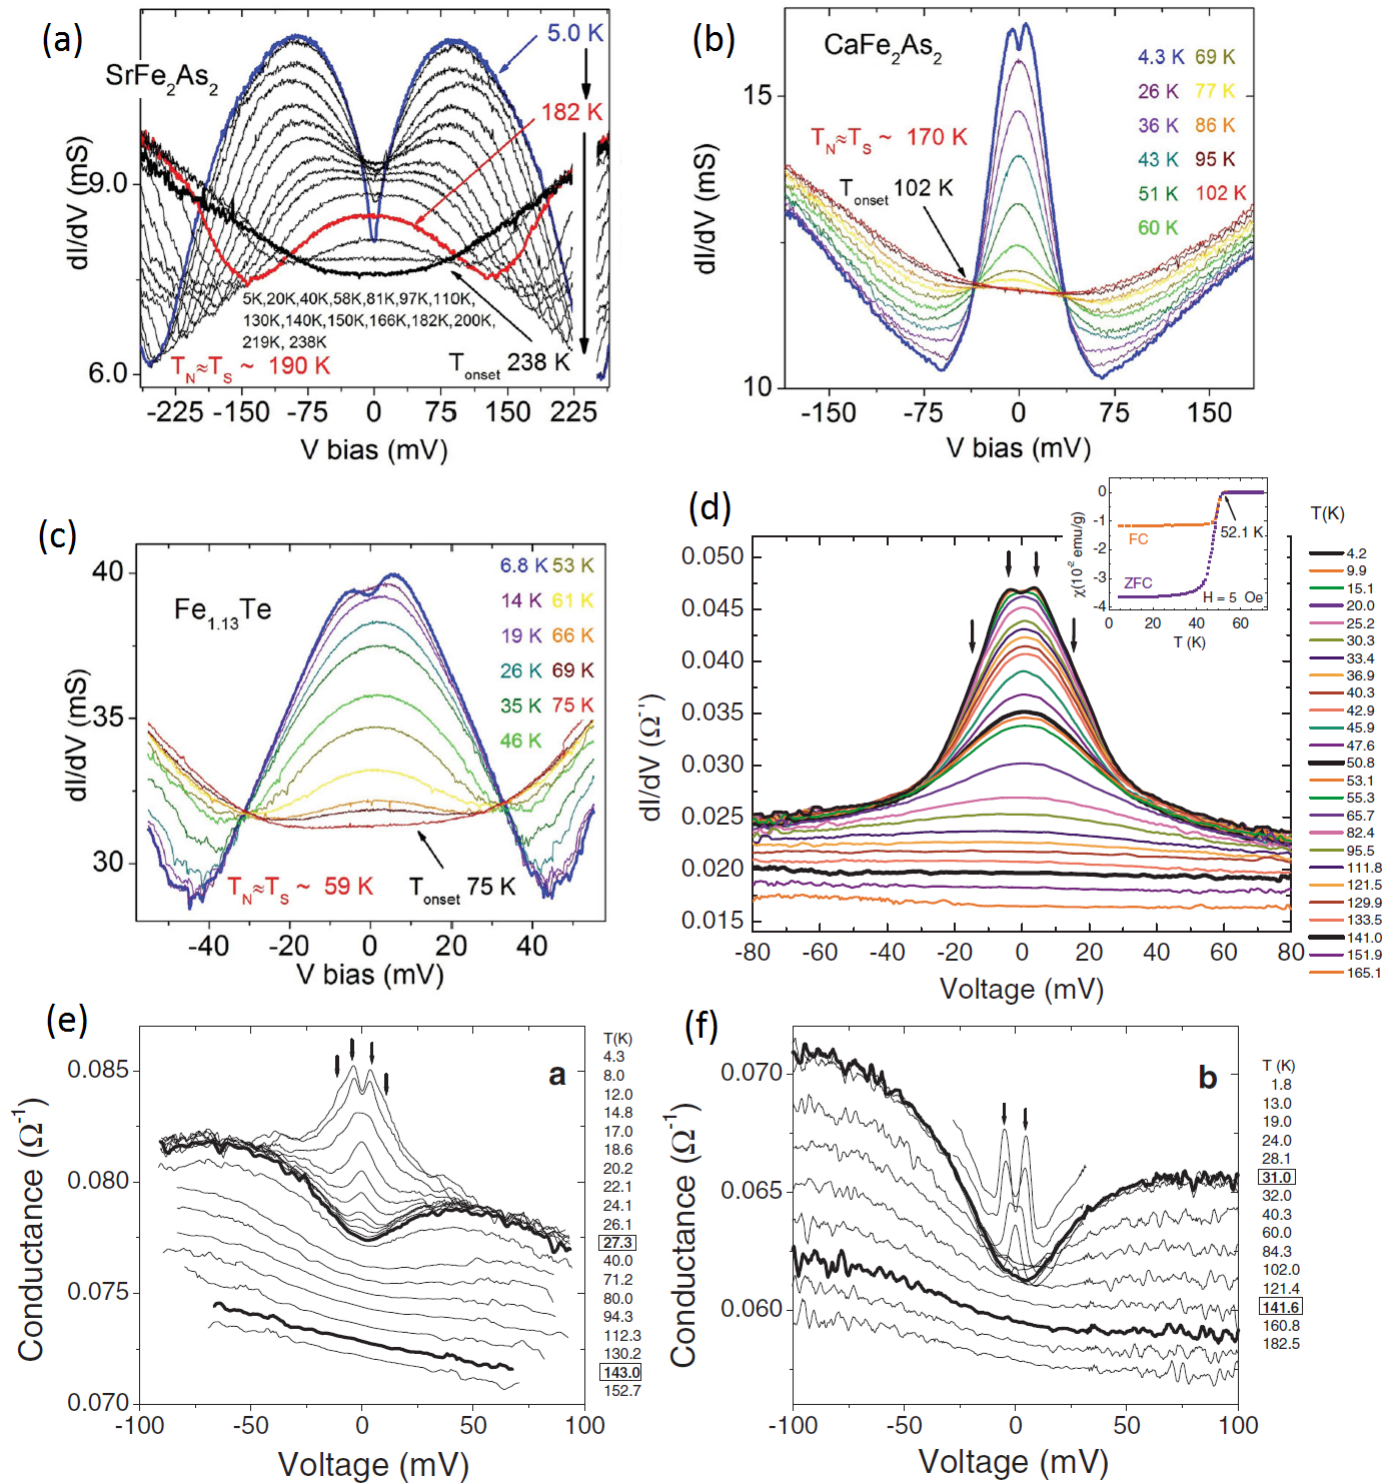 (a)
SrFe2As2
5.0 K
182 K
9.0
6.0
dI/dV (mS)
5K,20K,40K,58K,81K,97K,110K,
130K,140K,150K,166K,182K,200K,
219K, 238K
TN≈TS ~ 190 K
Tonset 238 K
-225 -150 -75 0 75 150 225
V bias (mV)
(b)
CaFe2As2
4.3 K 69 K
26 K 77 K
36 K 86 K
43 K 95 K
51 K 102 K
60 K
TN≈TS ~ 170 K
Tonset 102 K
15
10
dI/dV (mS)
-150 -75 0 75 150
V bias (mV)
(c)
Fe1.13Te
6.8 K 53 K
14 K 61 K
19 K 66 K
26 K 69 K
35 K 75 K
46 K
40
35
30
dI/dV (mS)
TN≈TS ~ 59 K
Tonset 75 K
-40 -20 0 20 40
V bias (mV)
(d)
0
-1
-2
-3
-4
χ(10-2 emu/g)
FC
ZFC
52.1 K
H = 5 Oe
0 20 40 60
T (K)
0.050
0.045
0.040
0.035
0.030
0.025
0.020
0.015
dI/dV (Ω-1)
-80 -60 -40 -20 0 20 40 60 80
Voltage (mV)
T(K)
4.2
9.9
15.1
20.0
25.2
30.3
33.4
36.9
40.3
42.9
45.9
47.6
50.8
53.1
55.3
65.7
82.4
95.5
111.8
121.5
129.9
133.5
141.0
151.9
165.1
(e)
a
0.085
0.080
0.075
0.070
Conductance (Ω-1)
-100 -50 0 50 100
Voltage (mV)
T(K)
4.3
8.0
12.0
14.8
17.0
18.6
20.2
22.1
24.1
26.1
27.3
40.0
71.2
80.0
94.3
112.3
130.2
143.0
152.7
(f)
b
0.070
0.065
0.060
Conductance (Ω-1)
-100 -50 0 50 100
Voltage (mV)
T (K)
1.8
13.0
19.0
24.0
28.1
31.0
32.0
40.3
60.0
84.3
102.0
121.4
141.6
160.8
182.5